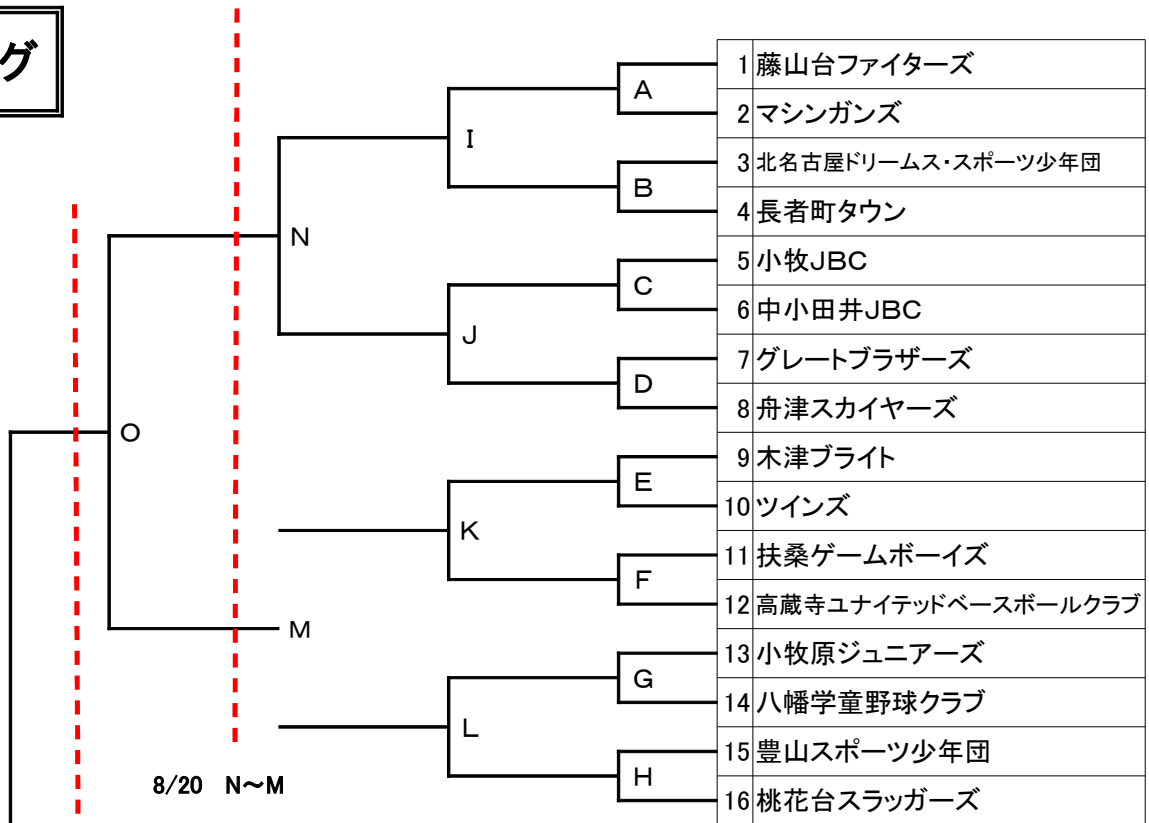 グ
1 藤山台ファイターズ
A
2 マシンガンズ
I
3 北名古屋ドリームス・スポーツ少年団
B
4 長者町タウン
N
5 小牧JBC
C
6 中小田井JBC
J
7 グレートブラザーズ
D
8 舟津スカイヤーズ
O
9 木津ブライト
E
10 ツインズ
K
11 扶桑ゲームボーイズ
F
12 高蔵寺ユナイテッドベースボールクラブ
M
13 小牧原ジュニアーズ
G
14 八幡学童野球クラブ
L
15 豊山スポーツ少年団
H
16 桃花台スラッガーズ
8/20 N～M